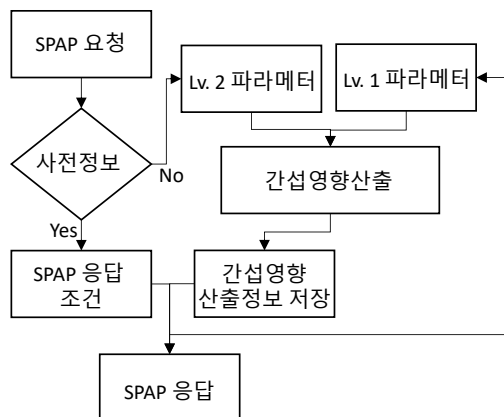 SPAP 요청
Lv. 2 파라메터
Lv. 1 파라메터
사전정보
No
간섭영향산출
Yes
SPAP 응답
조건
간섭영향
산출정보 저장
SPAP 응답